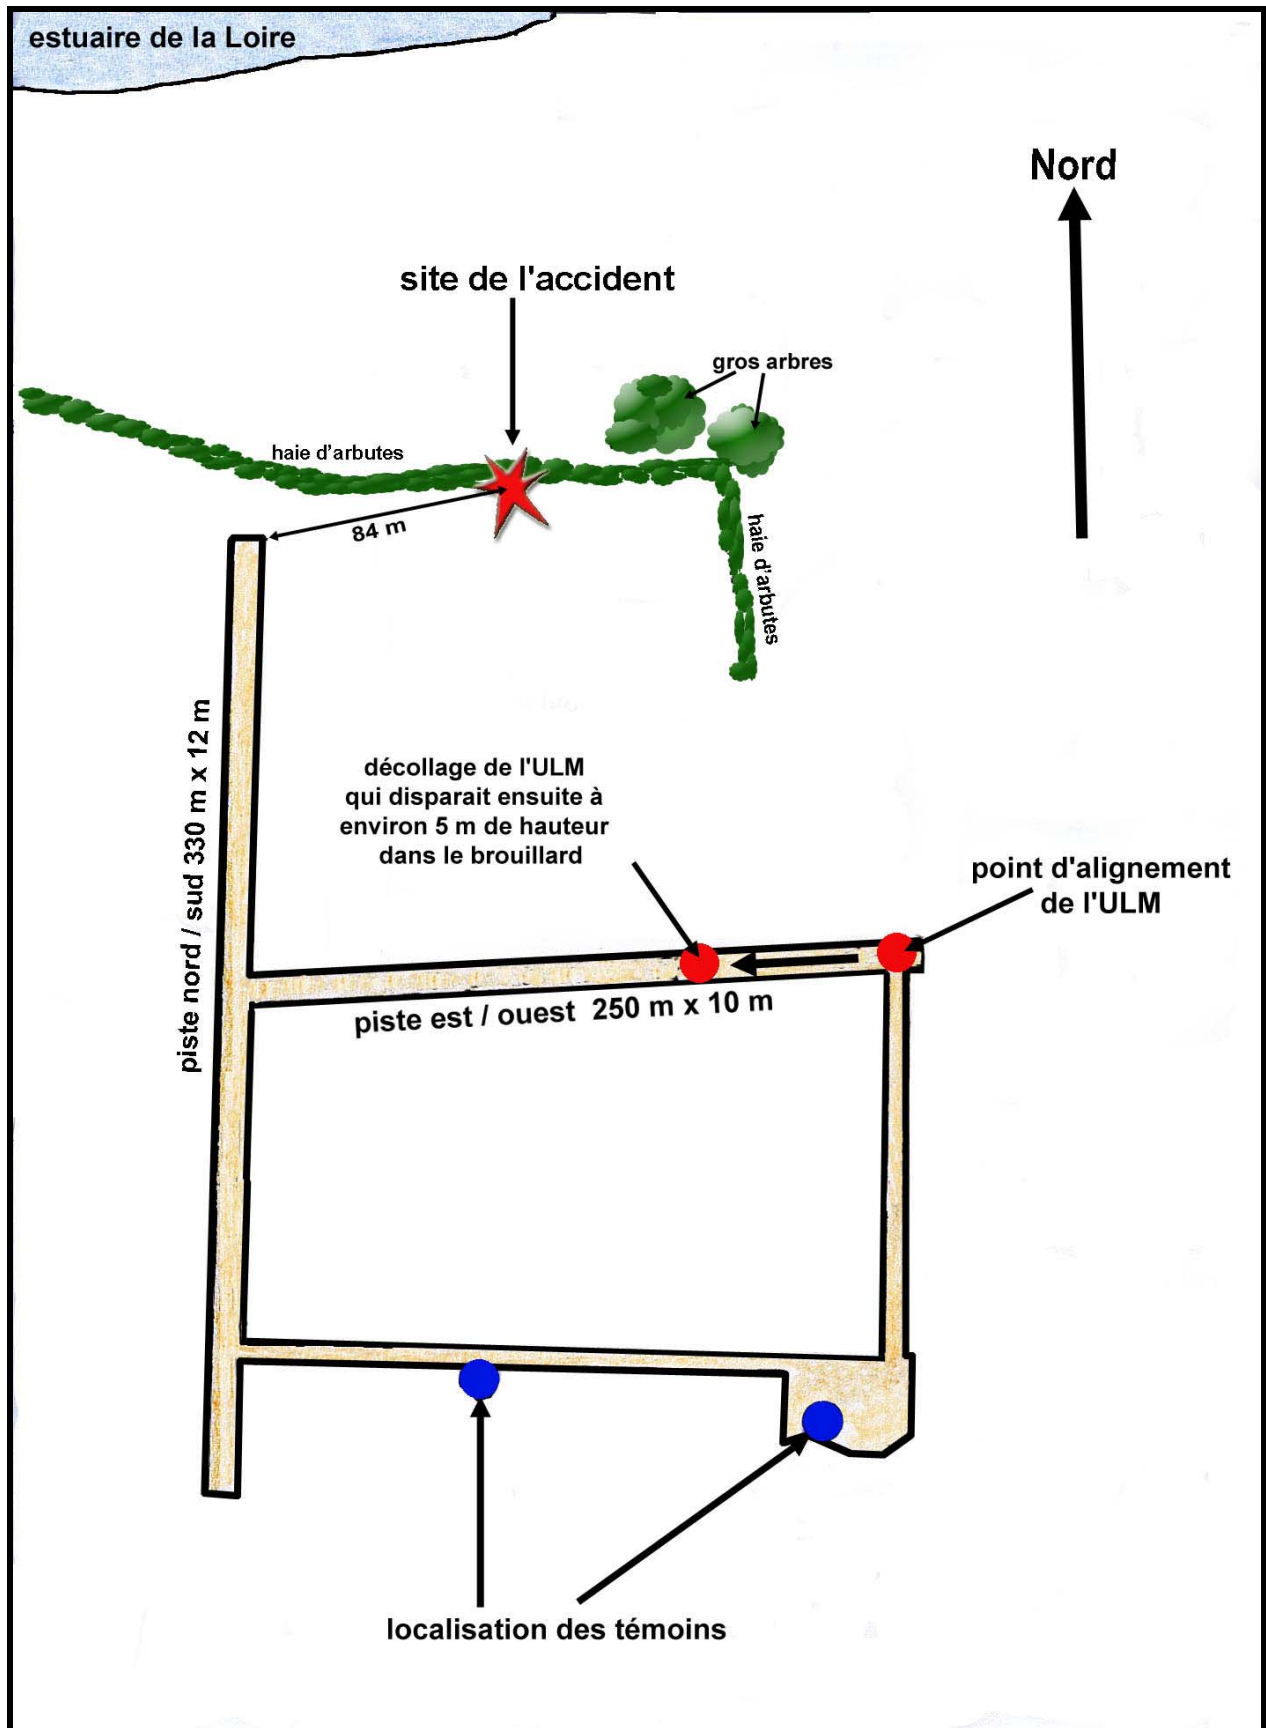 estuaire de la Loire
Nord
site de l'accident
gros arbres
haie d'arbutes
84 m
haie d'arbutes
piste nord / sud 330 m x 12 m
décollage de l'ULM
qui disparait ensuite à
environ 5 m de hauteur
dans le brouillard
point d'alignement
de l'ULM
piste est / ouest 250 m x 10 m
localisation des témoins